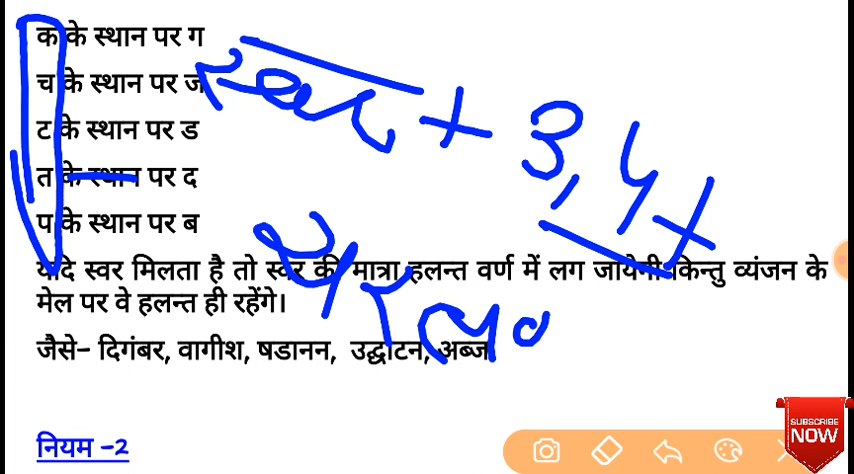 क के स्थान पर ग
च के स्थान पर ज
ट के स्थान पर ड
त के स्थान पर द
प के स्थान पर ब
स्वर + 3, 4 +
य र ल व
यदि स्वर मिलता है तो स्वर की मात्रा हलन्त वर्ण में लग जायेगी किन्तु व्यंजन के
मेल पर वे हलन्त ही रहेंगे।
जैसे- दिगंबर, वागीश, षडानन, उद्घाटन, अब्ज
नियम -2
SUBSCRIBE
NOW